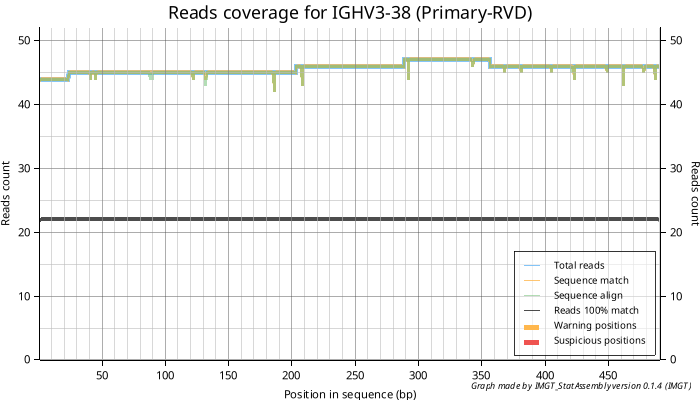 Reads coverage for IGHV3-38 (Primary-RVD)
50 50
40 40
30 30
20 20
10 10
0 0
Reads count
Reads count
Total reads
Sequence match
Sequence align
Reads 100% match
Warning positions
Suspicious positions
50 100 150 200 250 300 350 400 450
Position in sequence (bp)
Graph made by IMGT_StatAssembly version 0.1.4 (IMGT)